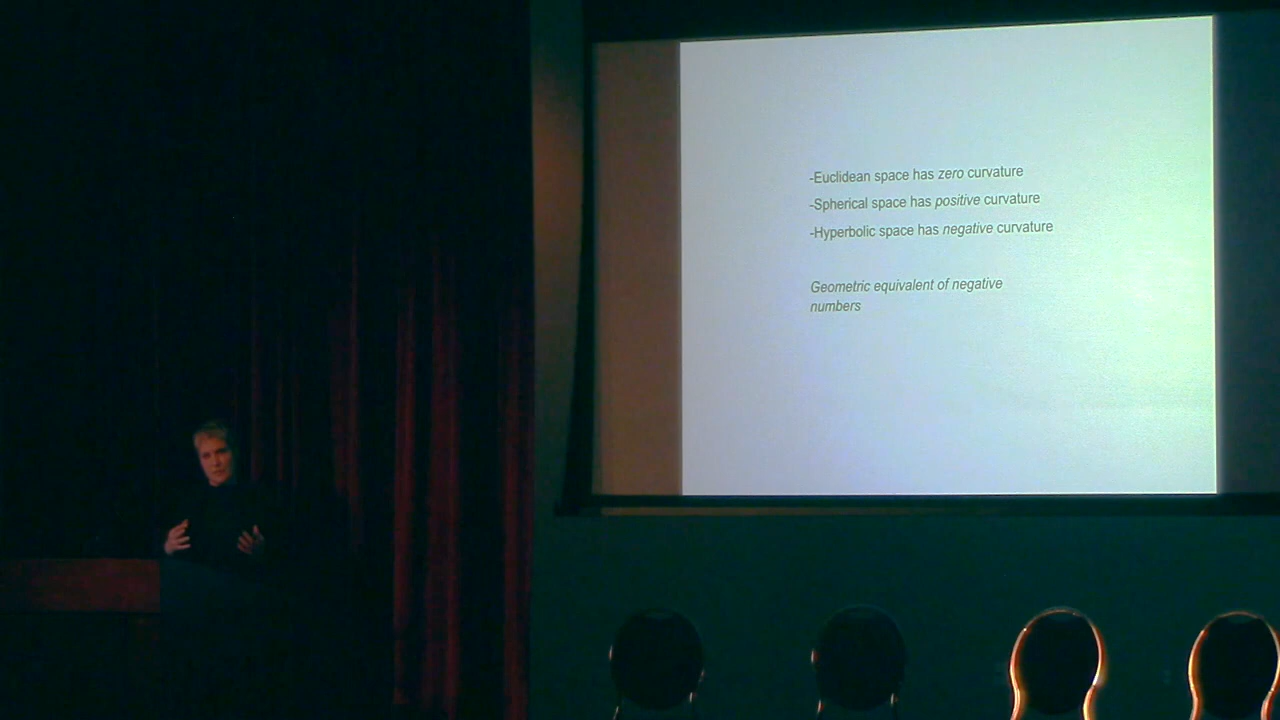 -Euclidean space has zero curvature
-Spherical space has positive curvature
-Hyperbolic space has negative curvature
Geometric equivalent of negative
numbers